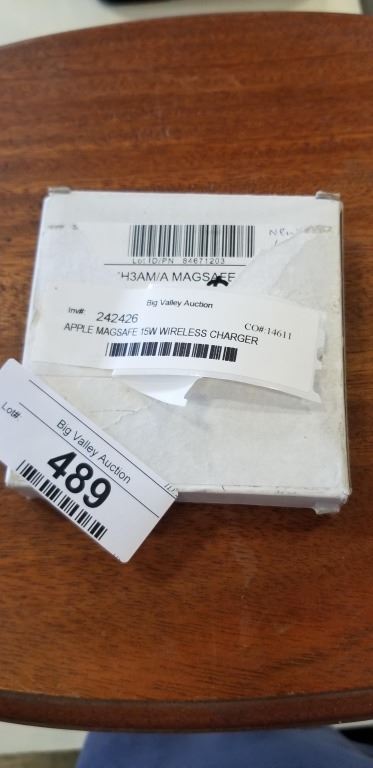 Lot ID/PN 84671203
H3AM/A MAGSAFE
Big Valley Auction
Inv#: 242426
CO# 14611
APPLE MAGSAFE 15W WIRELESS CHARGER
Lot#
Big Valley Auction
489